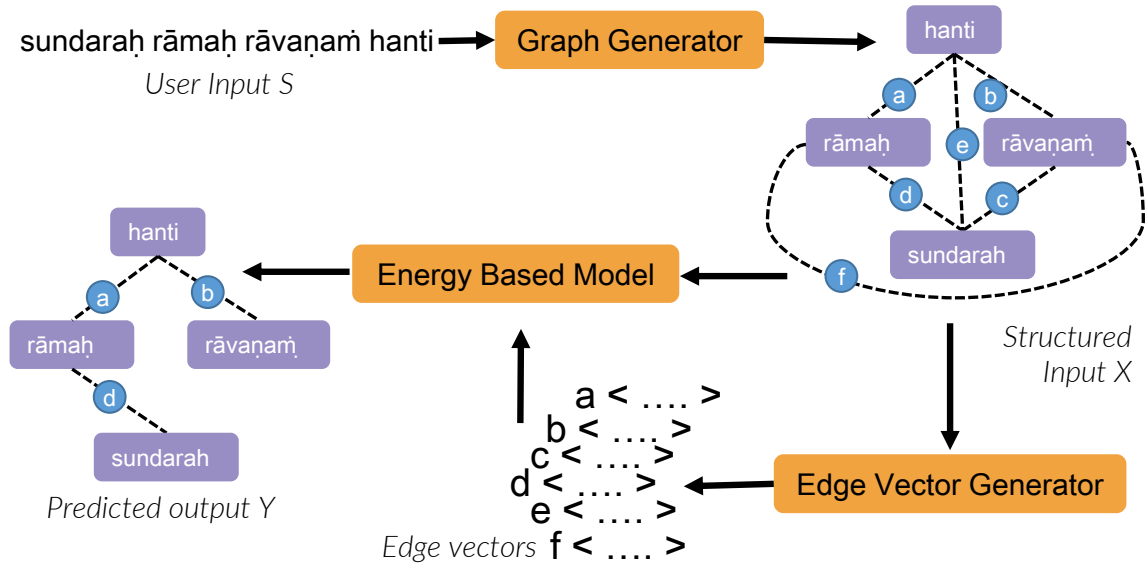 sundaraḥ rāmaḥ rāvaṇaṁ hanti
User Input S
Graph Generator
hanti
a
b
rāmaḥ
e
rāvaṇaṁ
d
c
sundarah
f
Structured
Input X
hanti
a
b
rāmaḥ
rāvaṇaṁ
d
sundarah
Predicted output Y
Energy Based Model
a < .... >
b < .... >
c < .... >
d < .... >
e < .... >
Edge vectors f < .... >
Edge Vector Generator